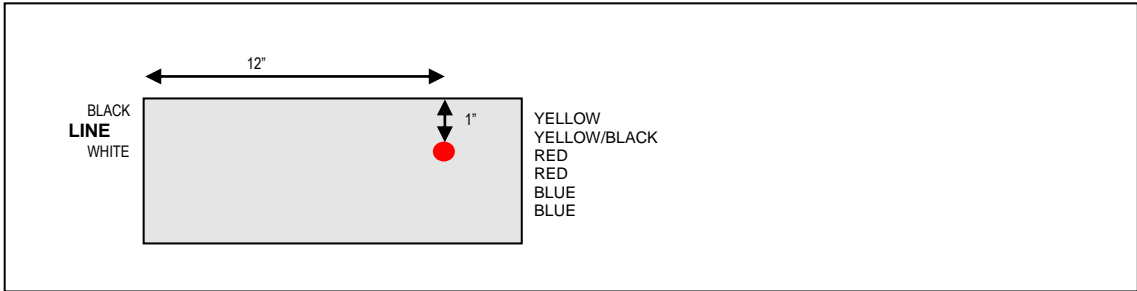 12”
BLACK
LINE
WHITE
1”
YELLOW
YELLOW/BLACK
RED
RED
BLUE
BLUE